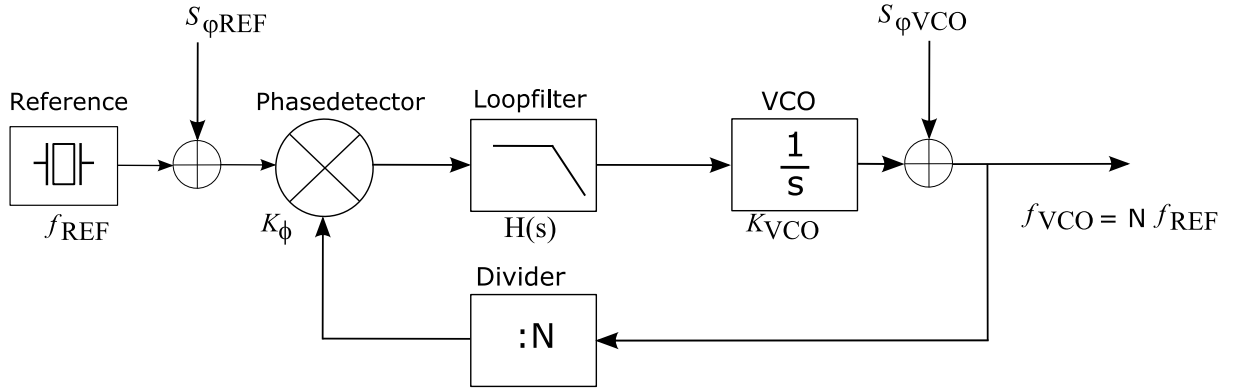 SφREF
SφVCO
Reference
Phasedetector
Loopfilter
VCO
1
s
fREF
Kϕ
H(s)
KVCO
fVCO = N fREF
Divider
:N